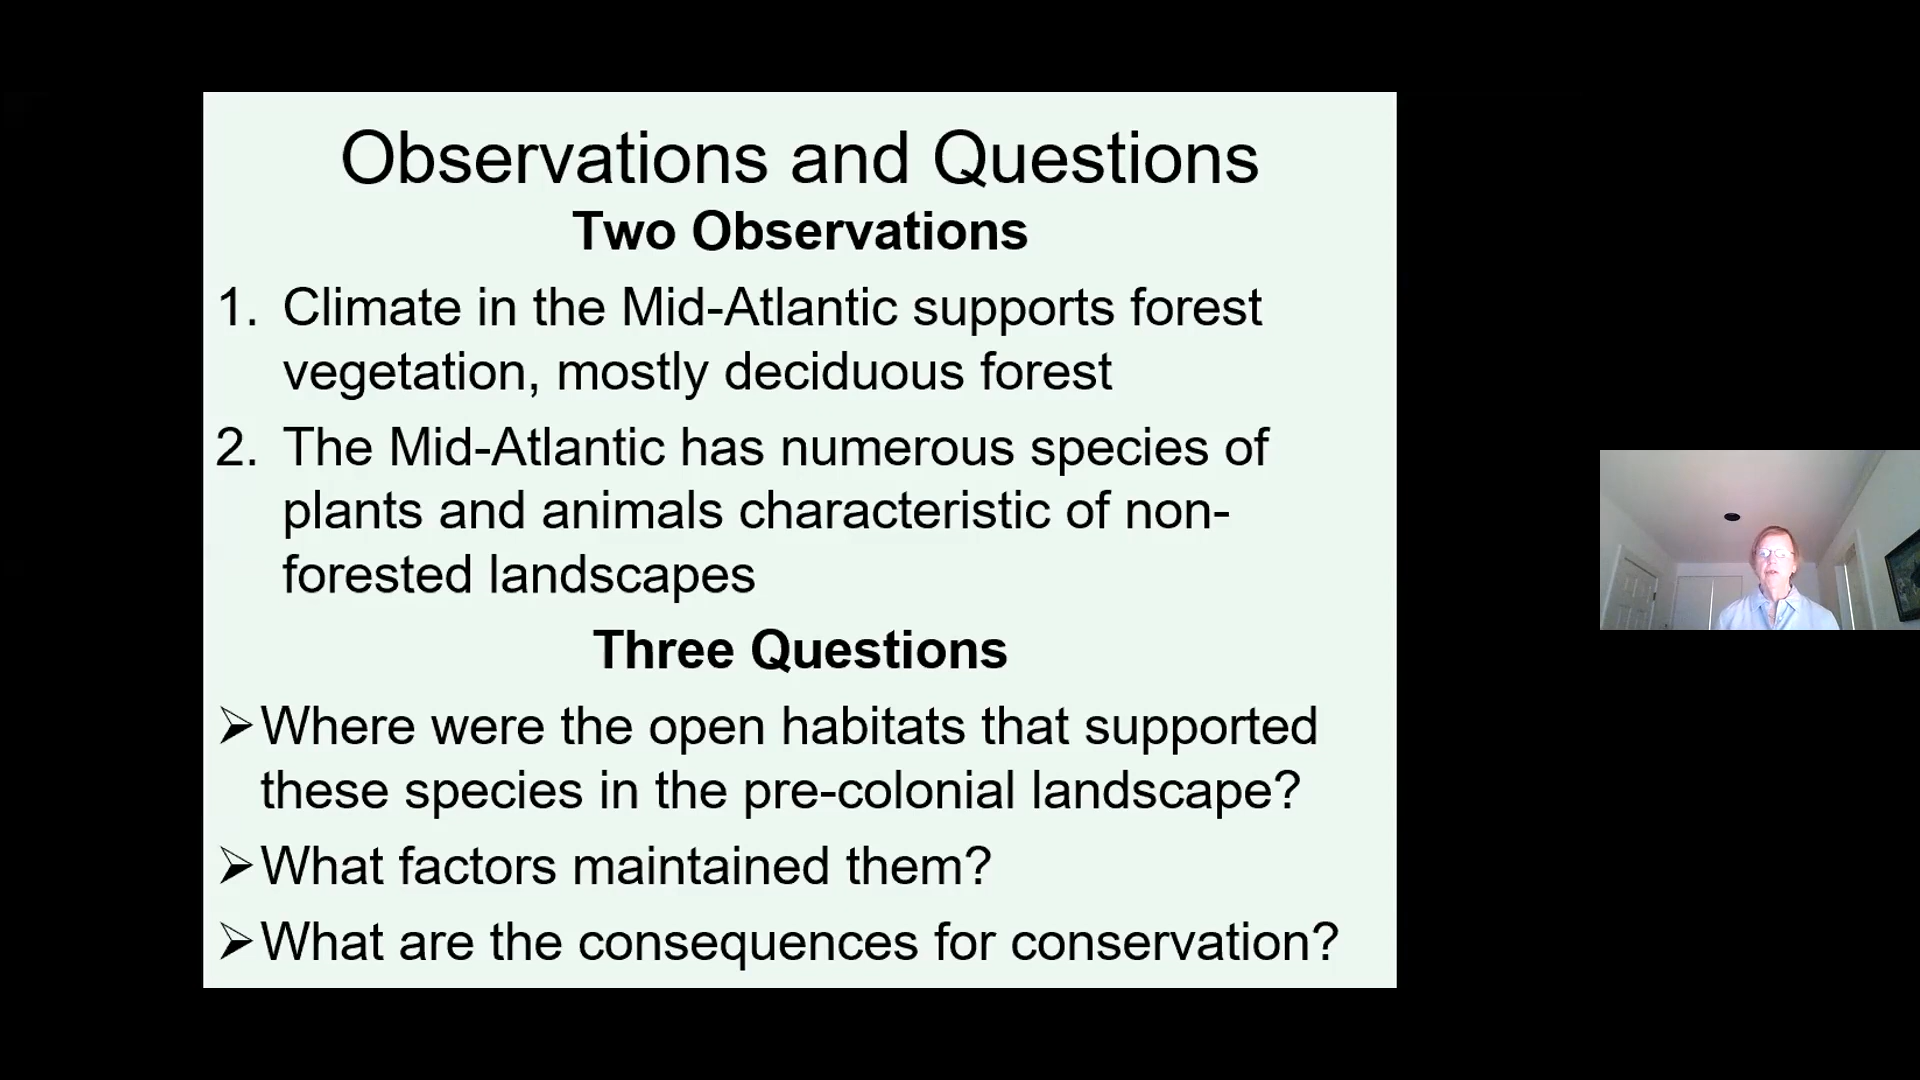 Observations and Questions
Two Observations
1. Climate in the Mid-Atlantic supports forest
vegetation, mostly deciduous forest
2. The Mid-Atlantic has numerous species of
plants and animals characteristic of non-
forested landscapes
Three Questions
➢Where were the open habitats that supported
these species in the pre-colonial landscape?
➢What factors maintained them?
➢What are the consequences for conservation?